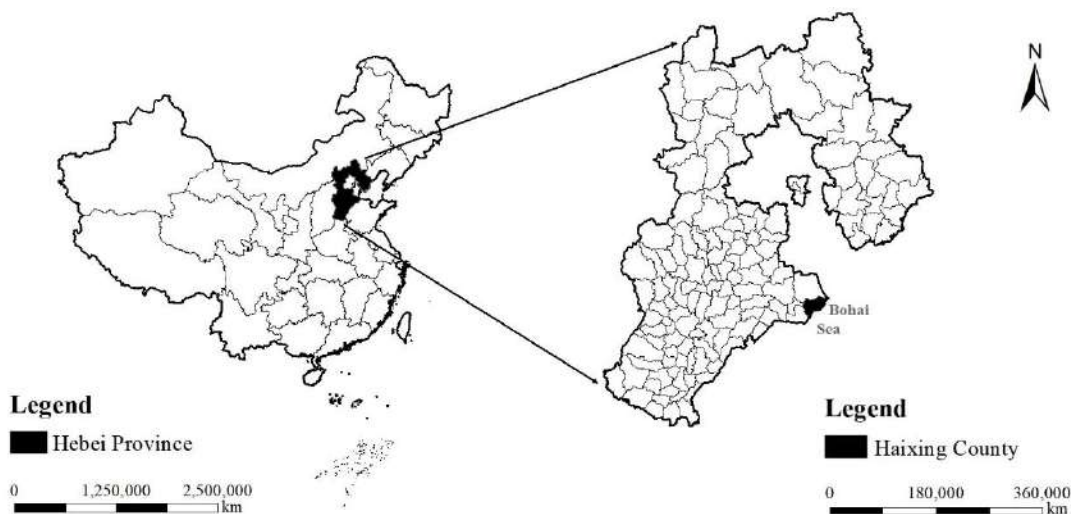 N
Bohai
Sea
Legend
Hebei Province
0 1,250,000 2,500,000
km
Legend
Haixing County
0 180,000 360,000
km